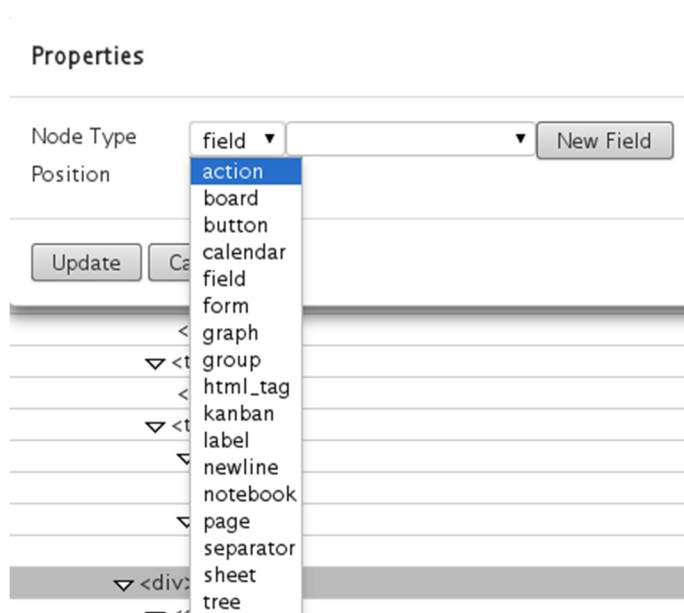 Properties
Node Type field New Field
Position
action
board
button
calendar
field
form
graph
group
html_tag
kanban
label
newline
notebook
page
separator
sheet
tree
Update Ca
<
<t
<
<t
<div>